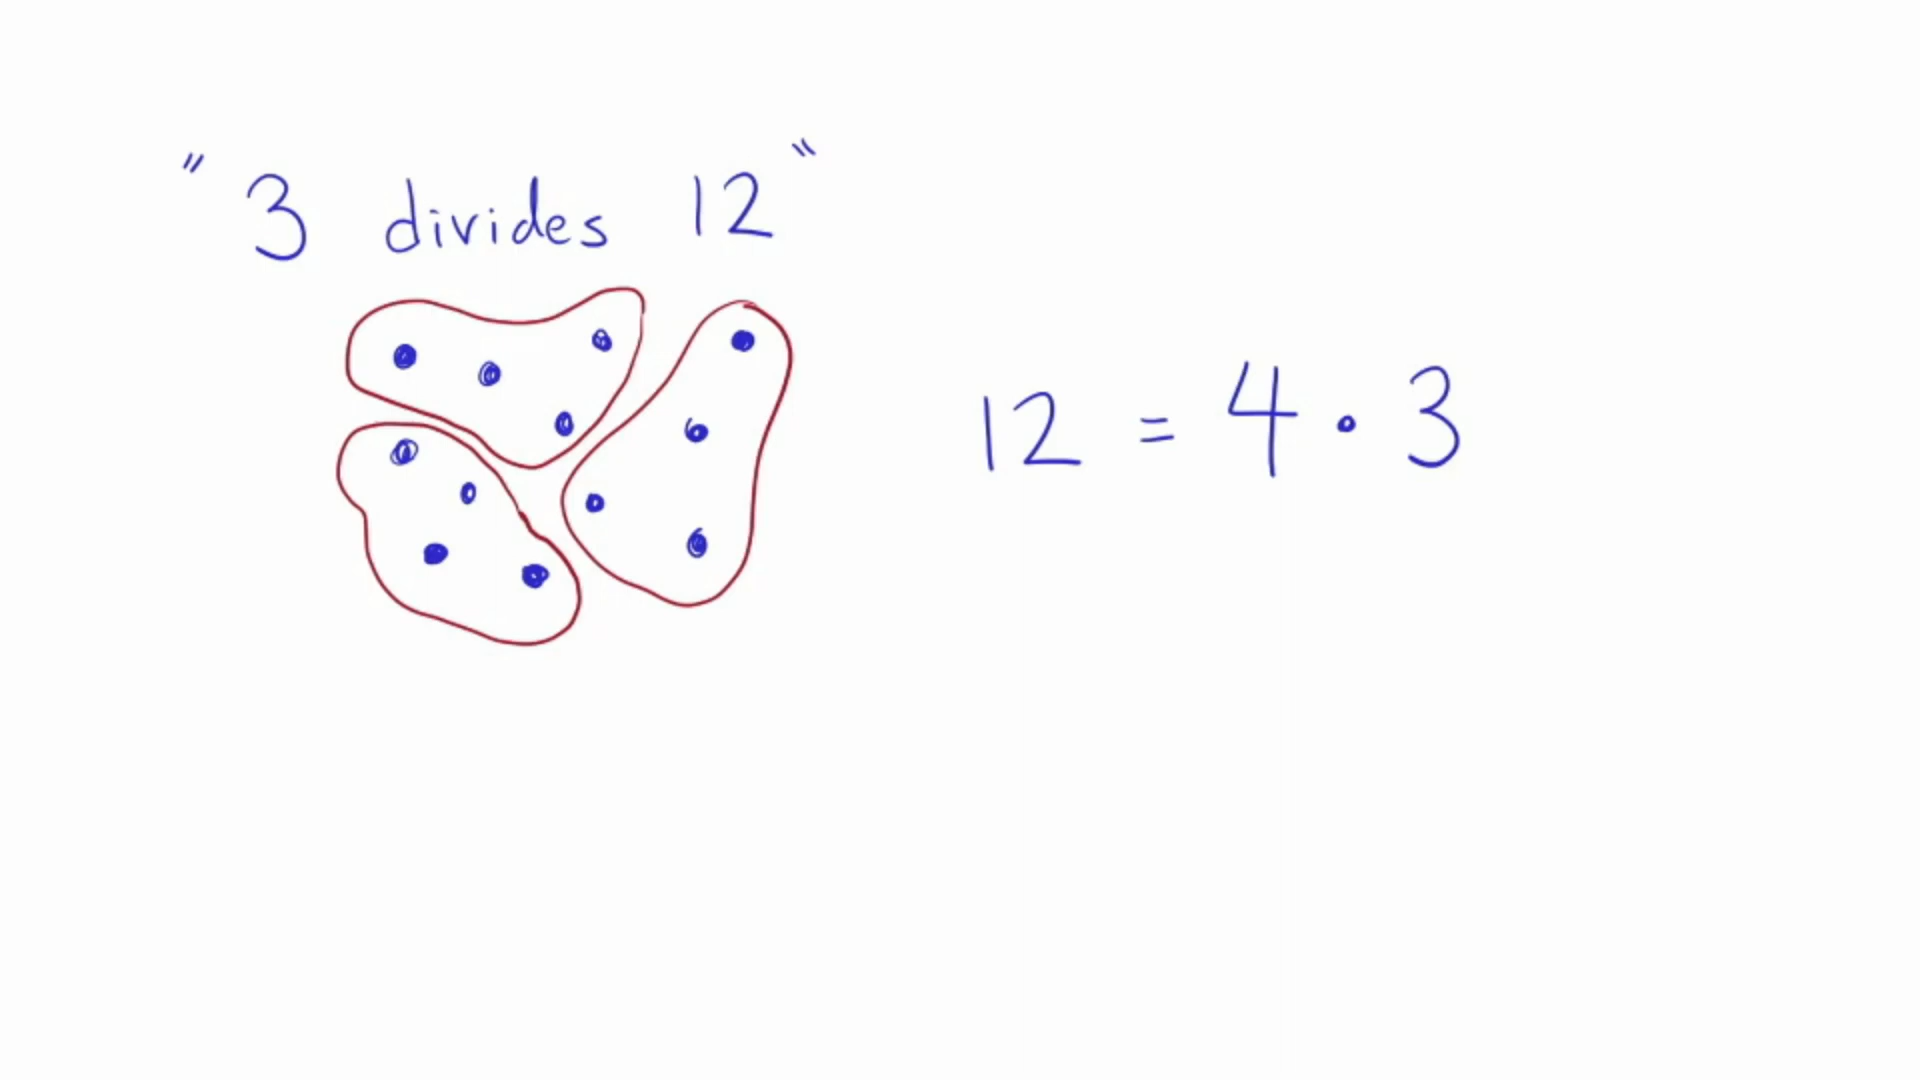 " 3 divides 12 "
12 = 4 · 3